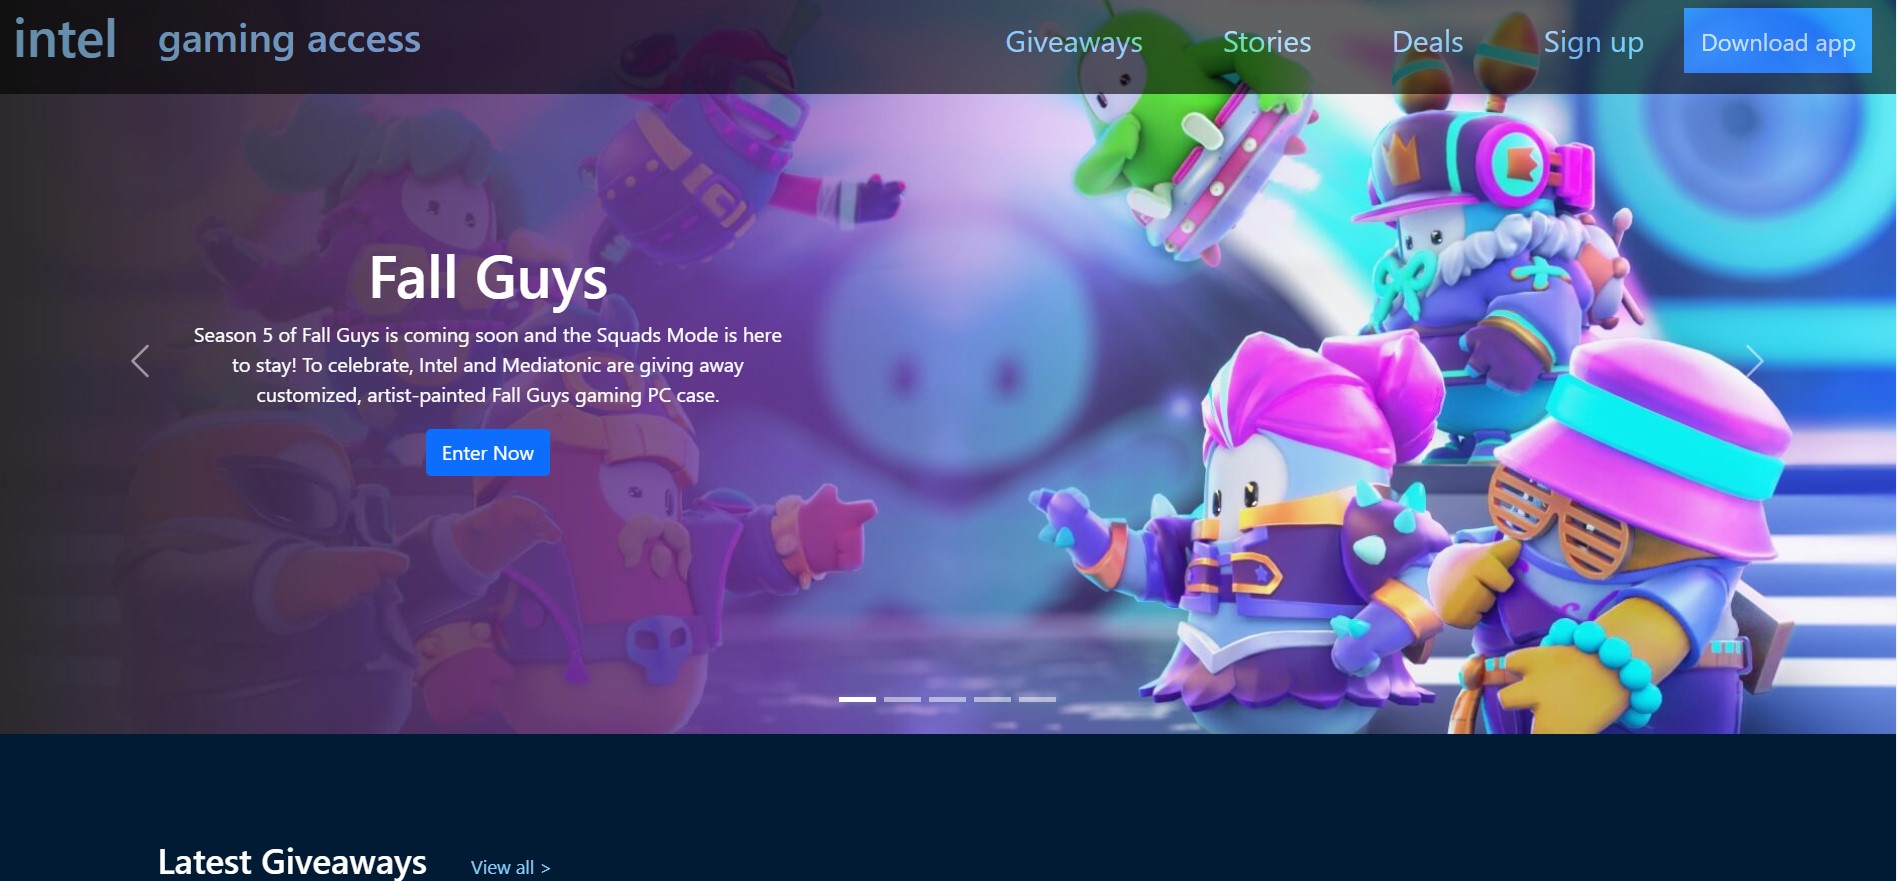 intel gaming access Giveaways Stories Deals Sign up Download app
Fall Guys
Season 5 of Fall Guys is coming soon and the Squads Mode is here
to stay! To celebrate, Intel and Mediatonic are giving away
customized, artist-painted Fall Guys gaming PC case.
Enter Now
Latest Giveaways View all >